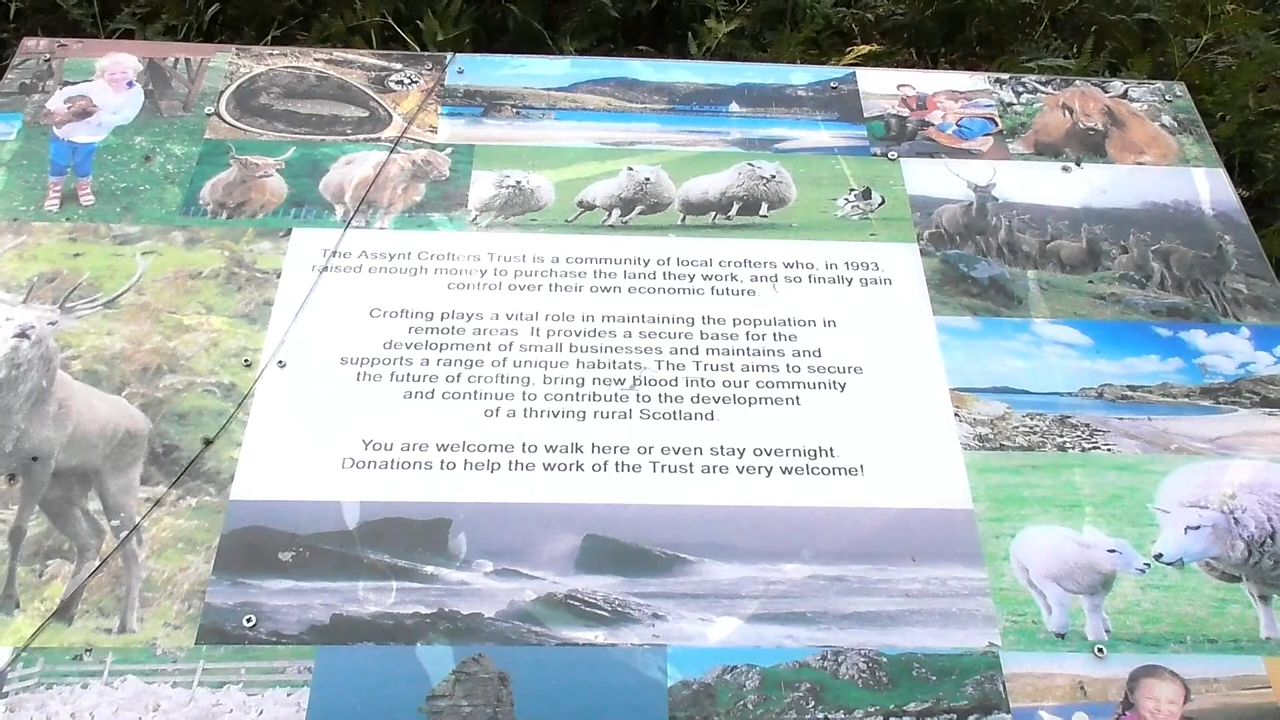 The Assynt Crofters Trust is a community of local crofters who, in 1993,
raised enough money to purchase the land they work, and so finally gain
control over their own economic future.
Crofting plays a vital role in maintaining the population in
remote areas. It provides a secure base for the
development of small businesses and maintains and
supports a range of unique habitats. The Trust aims to secure
the future of crofting, bring new blood into our community
and continue to contribute to the development
of a thriving rural Scotland.
You are welcome to walk here or even stay overnight.
Donations to help the work of the Trust are very welcome!